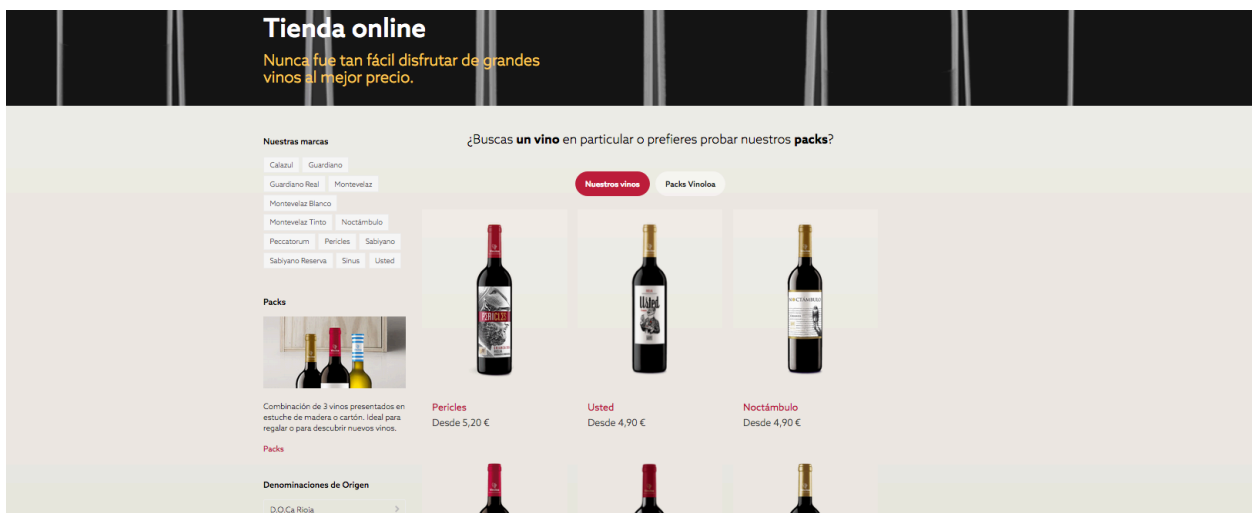 Tienda online
Nunca fue tan fácil disfrutar de grandes
vinos al mejor precio.
Nuestras marcas
Calazul Guardiano
Guardiano Real Montevelaz
Montevelaz Blanco
Montevelaz Tinto Noctámbulo
Peccatorum Pericles Sabiyano
Sabiyano Reserva Sinus Usted
Packs
Combinación de 3 vinos presentados en
estuche de madera o cartón. Ideal para
regalar o para descubrir nuevos vinos.
Packs
Denominaciones de Origen
D.O.Ca Rioja
¿Buscas un vino en particular o prefieres probar nuestros packs?
Nuestros vinos Packs Vinoloa
PERICLES
Usted
NOCTÁMBULO
Pericles
Desde 5,20 €
Usted
Desde 4,90 €
Noctámbulo
Desde 4,90 €